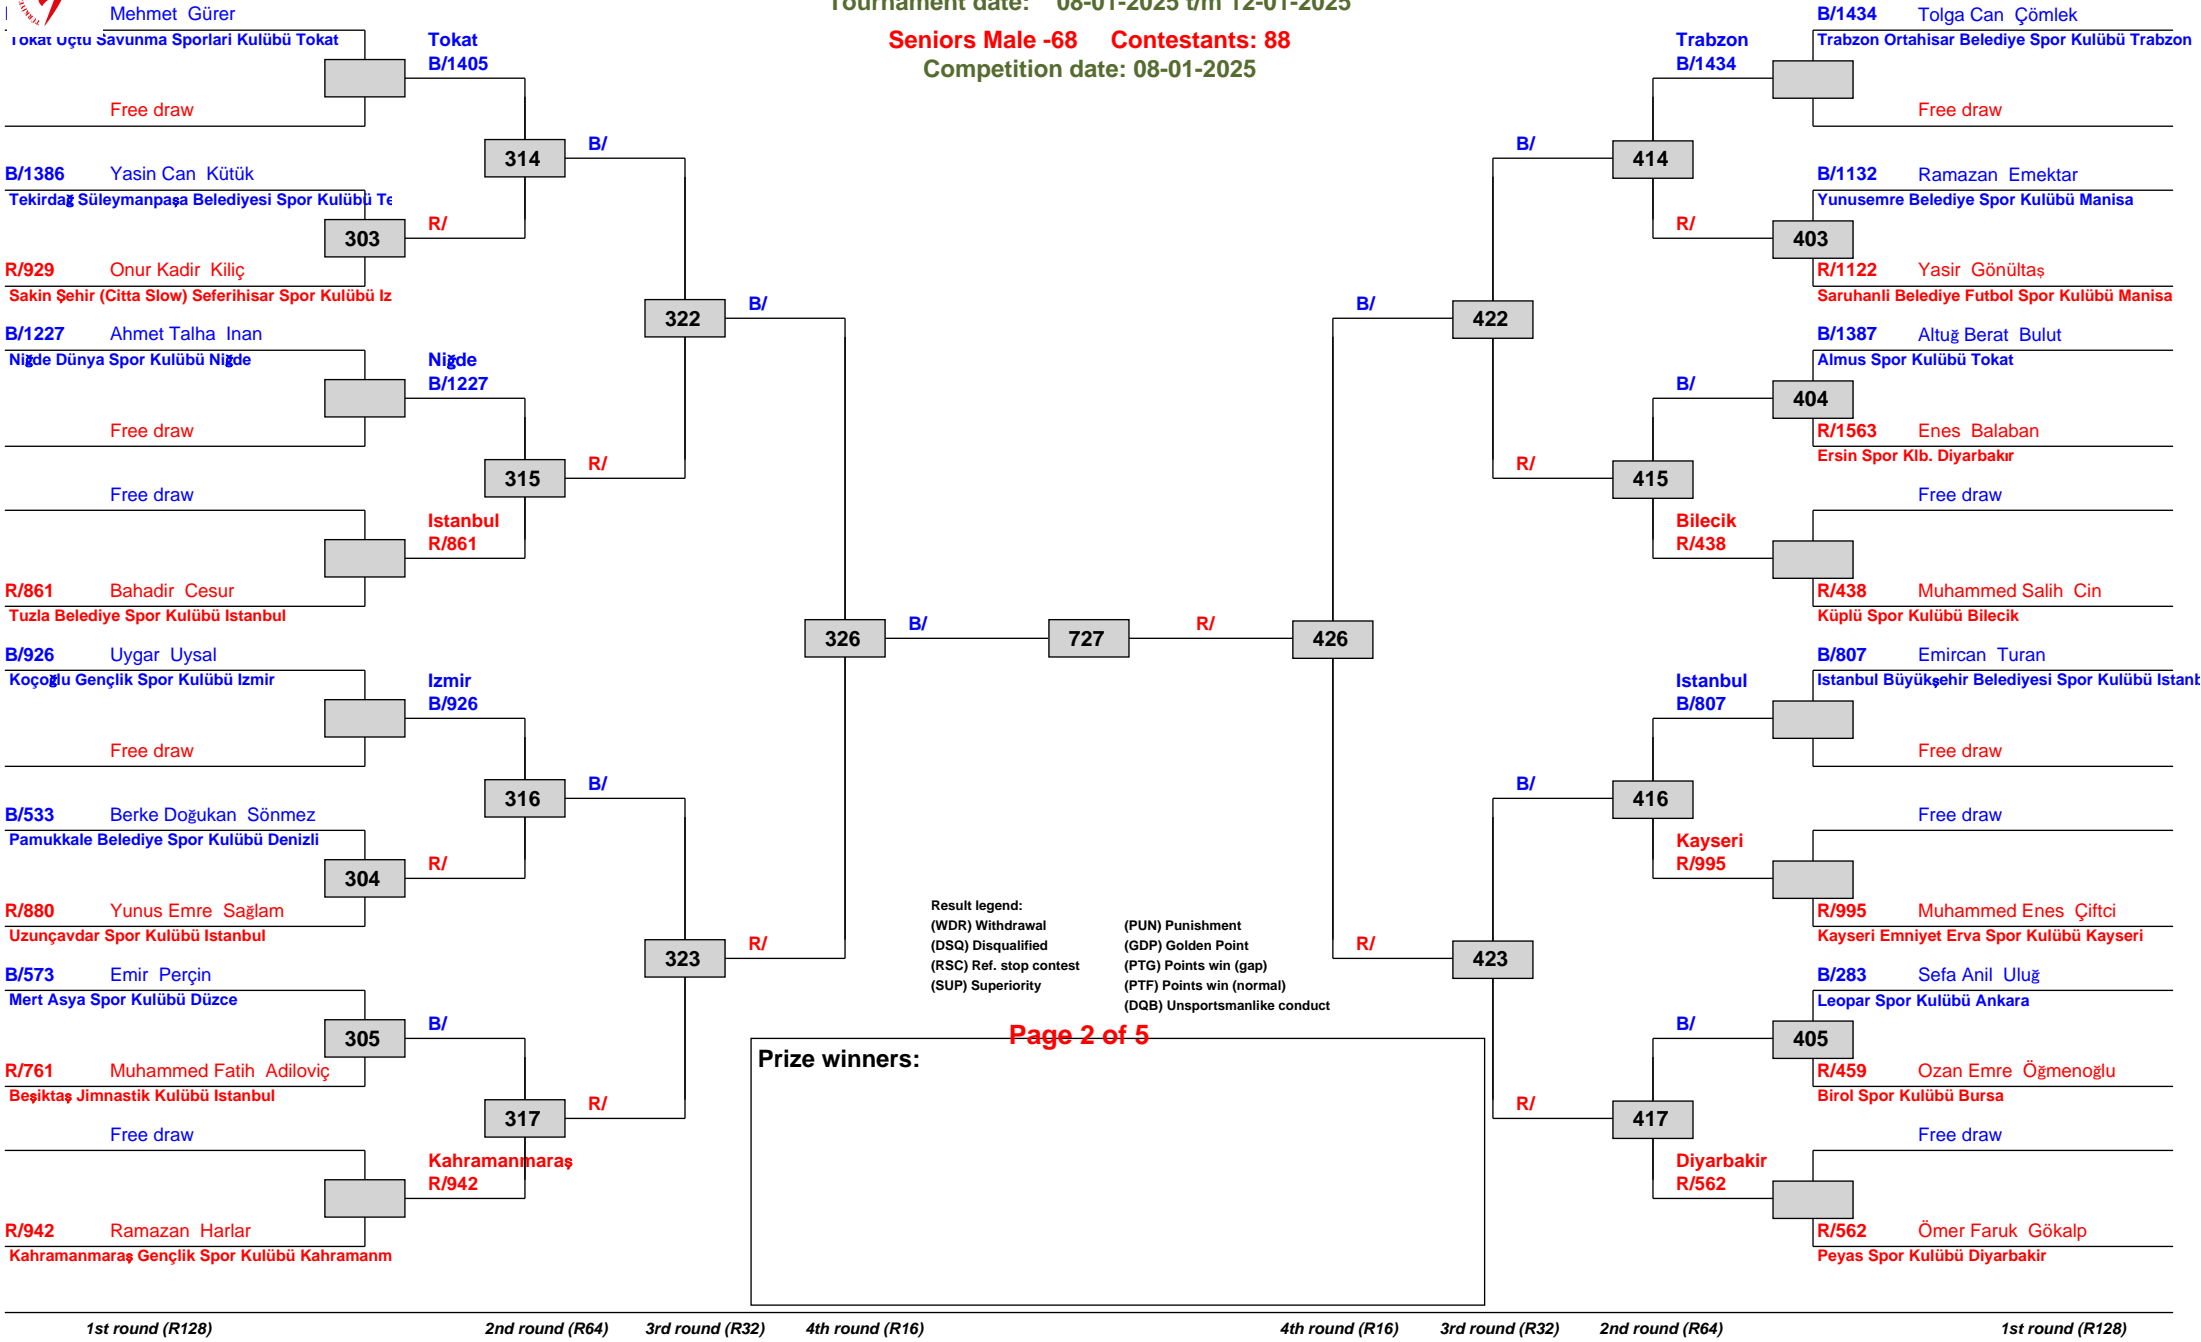 Tournament date: 08-01-2025 t/m 12-01-2025
Seniors Male -68 Contestants: 88
Competition date: 08-01-2025
Mehmet Gürer
Tokat Uçtu Savunma Sporlari Kulübü Tokat
Free draw
Tokat
B/1405
B/1386 Yasin Can Kütük
Tekirdağ Süleymanpaşa Belediyesi Spor Kulübü Te
303
R/929 Onur Kadir Kiliç
Sakin Şehir (Citta Slow) Seferihisar Spor Kulübü Iz
R/
314
B/
B/1227 Ahmet Talha Inan
Niğde Dünya Spor Kulübü Niğde
Free draw
Niğde
B/1227
Free draw
R/861 Bahadir Cesur
Tuzla Belediye Spor Kulübü Istanbul
Istanbul
R/861
315
R/
322
B/
B/926 Uygar Uysal
Koçoğlu Gençlik Spor Kulübü Izmir
Free draw
Izmir
B/926
B/533 Berke Doğukan Sönmez
Pamukkale Belediye Spor Kulübü Denizli
304
R/880 Yunus Emre Sağlam
Uzunçavdar Spor Kulübü Istanbul
R/
316
B/
B/573 Emir Perçin
Mert Asya Spor Kulübü Düzce
305
R/761 Muhammed Fatih Adiloviç
Beşiktaş Jimnastik Kulübü Istanbul
B/
Free draw
R/942 Ramazan Harlar
Kahramanmaraş Gençlik Spor Kulübü Kahramanm
Kahramanmaraş
R/942
317
R/
323
R/
326
B/
727
R/
426
B/1434 Tolga Can Çömlek
Trabzon Ortahisar Belediye Spor Kulübü Trabzon
Free draw
Trabzon
B/1434
B/1132 Ramazan Emektar
Yunusemre Belediye Spor Kulübü Manisa
403
R/1122 Yasir Gönültaş
Saruhanli Belediye Futbol Spor Kulübü Manisa
R/
414
B/
B/1387 Altuğ Berat Bulut
Almus Spor Kulübü Tokat
404
R/1563 Enes Balaban
Ersin Spor Klb. Diyarbakır
B/
Free draw
R/438 Muhammed Salih Cin
Küplü Spor Kulübü Bilecik
Bilecik
R/438
415
R/
422
B/
B/807 Emircan Turan
Istanbul Büyükşehir Belediyesi Spor Kulübü Istanb
Free draw
Istanbul
B/807
Free draw
R/995 Muhammed Enes Çiftci
Kayseri Emniyet Erva Spor Kulübü Kayseri
Kayseri
R/995
416
B/
B/283 Sefa Anil Uluğ
Leopar Spor Kulübü Ankara
405
R/459 Ozan Emre Öğmenoğlu
Birol Spor Kulübü Bursa
B/
Free draw
R/562 Ömer Faruk Gökalp
Peyas Spor Kulübü Diyarbakir
Diyarbakir
R/562
417
R/
423
R/
Result legend:
(WDR) Withdrawal (PUN) Punishment
(DSQ) Disqualified (GDP) Golden Point
(RSC) Ref. stop contest (PTG) Points win (gap)
(SUP) Superiority (PTF) Points win (normal)
(DQB) Unsportsmanlike conduct
Page 2 of 5
Prize winners:
1st round (R128) 2nd round (R64) 3rd round (R32) 4th round (R16) 4th round (R16) 3rd round (R32) 2nd round (R64) 1st round (R128)